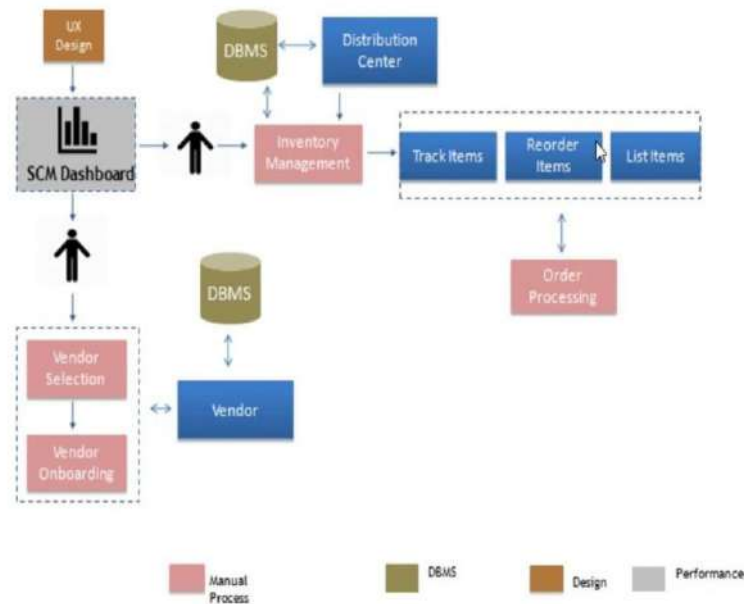 UX
Design
DBMS
Distribution
Center
SCM Dashboard
Inventory
Management
Track Items
Reorder
Items
List Items
Order
Processing
DBMS
Vendor
Selection
Vendor
Vendor
Onboarding
Manual
Process
DBMS
Design
Performance